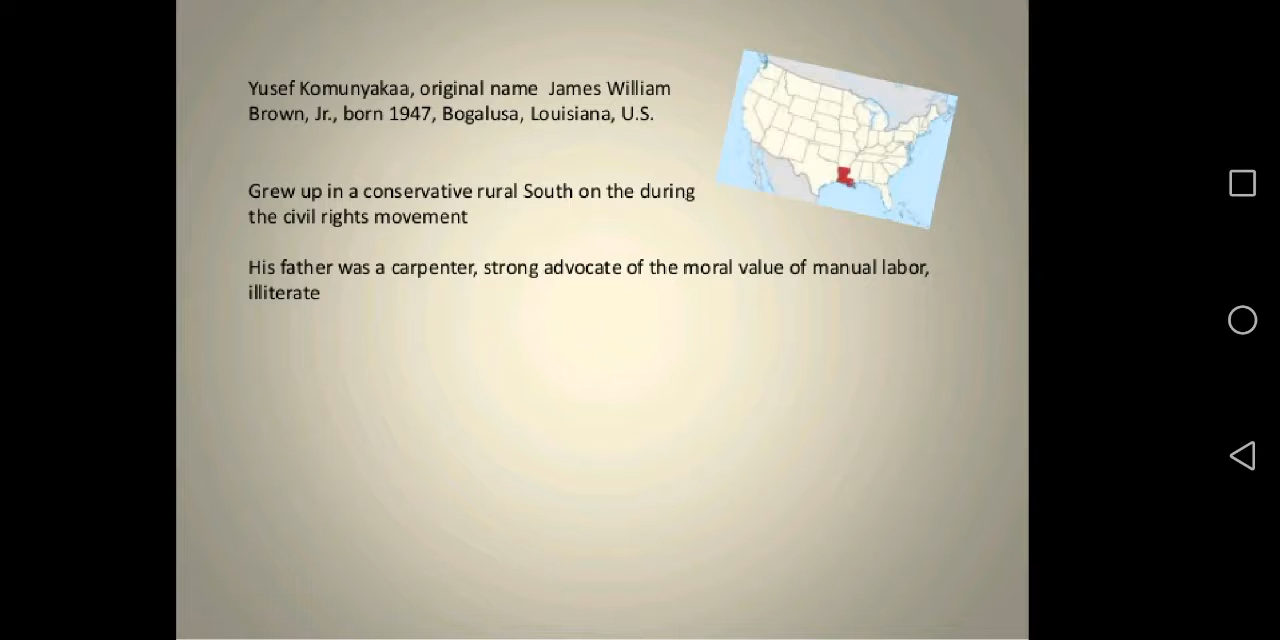 Yusef Komunyakaa, original name James William
Brown, Jr., born 1947, Bogalusa, Louisiana, U.S.
Grew up in a conservative rural South on the during
the civil rights movement
His father was a carpenter, strong advocate of the moral value of manual labor,
illiterate